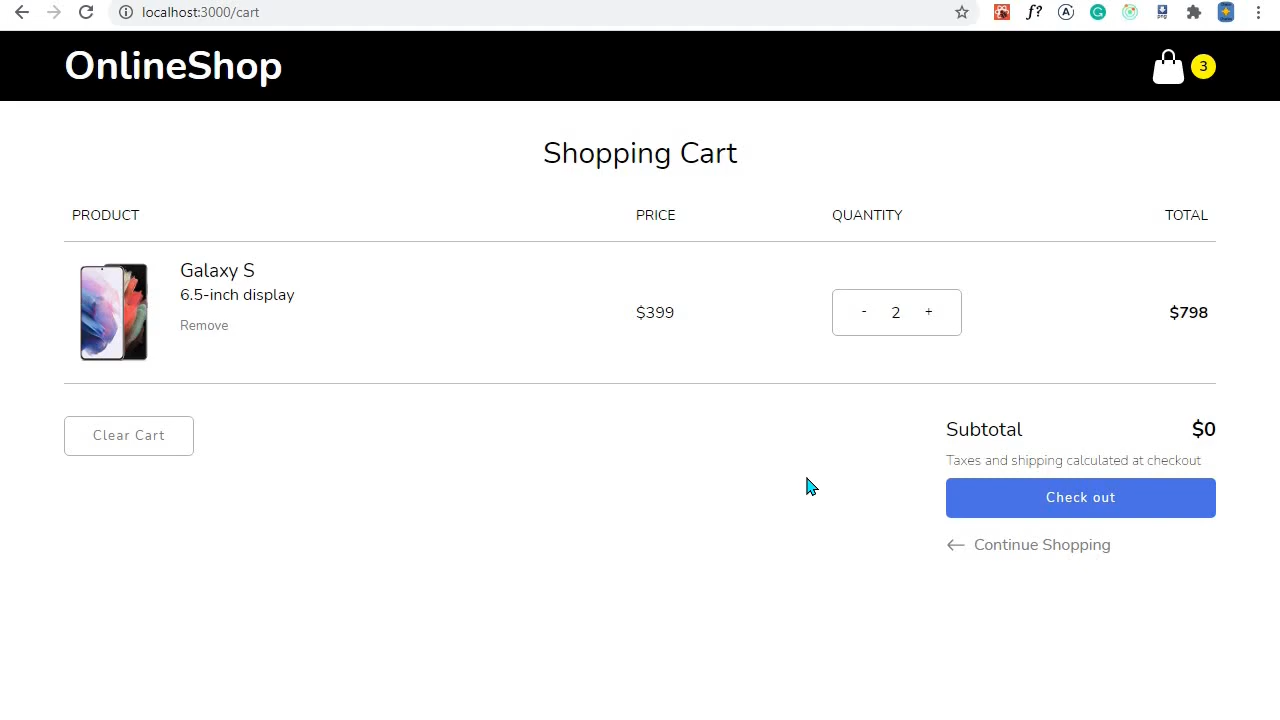 localhost:3000/cart
f?
A
G
png
OnlineShop
3
Shopping Cart
PRODUCT PRICE QUANTITY TOTAL
Galaxy S
6.5-inch display
Remove
$399
- 2 +
$798
Clear Cart
Subtotal $0
Taxes and shipping calculated at checkout
Check out
Continue Shopping